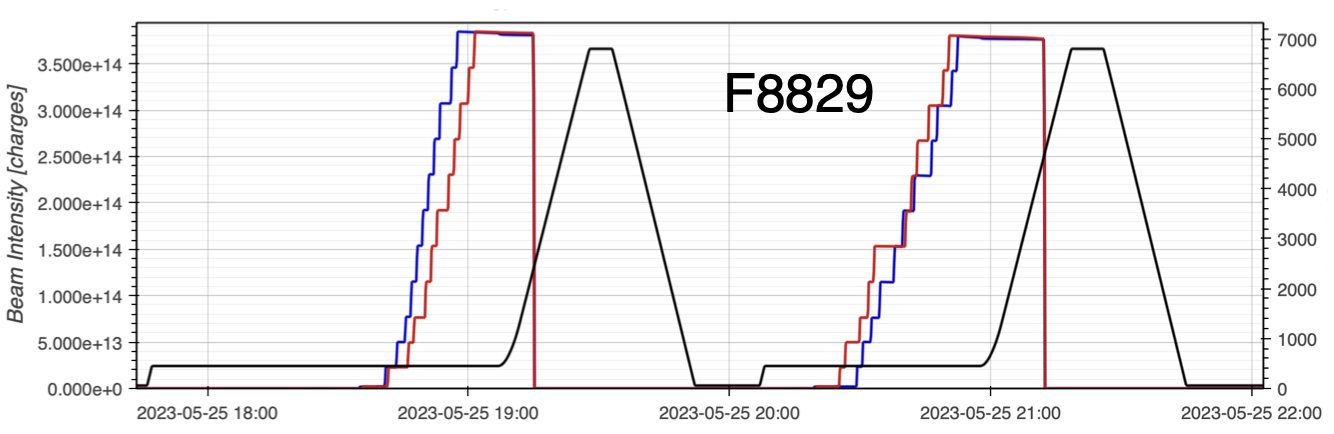 Beam Intensity [charges]
3.500e+14
3.000e+14
2.500e+14
2.000e+14
1.500e+14
1.000e+14
5.000e+13
0.000e+0
F8829
7000
6000
5000
4000
3000
2000
1000
0
2023-05-25 18:00
2023-05-25 19:00
2023-05-25 20:00
2023-05-25 21:00
2023-05-25 22:00